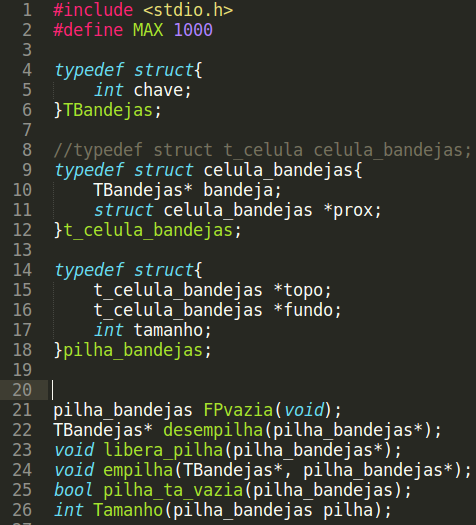 1 #include <stdio.h>
2 #define MAX 1000
3
4 typedef struct{
5 int chave;
6 }TBandejas;
7
8 //typedef struct t_celula celula_bandejas;
9 typedef struct celula_bandejas{
10 TBandejas* bandeja;
11 struct celula_bandejas *prox;
12 }t_celula_bandejas;
13
14 typedef struct{
15 t_celula_bandejas *topo;
16 t_celula_bandejas *fundo;
17 int tamanho;
18 }pilha_bandejas;
19
20
21 pilha_bandejas FPvazia(void);
22 TBandejas* desempilha(pilha_bandejas*);
23 void libera_pilha(pilha_bandejas*);
24 void empilha(TBandejas*, pilha_bandejas*);
25 bool pilha_ta_vazia(pilha_bandejas);
26 int Tamanho(pilha_bandejas pilha);